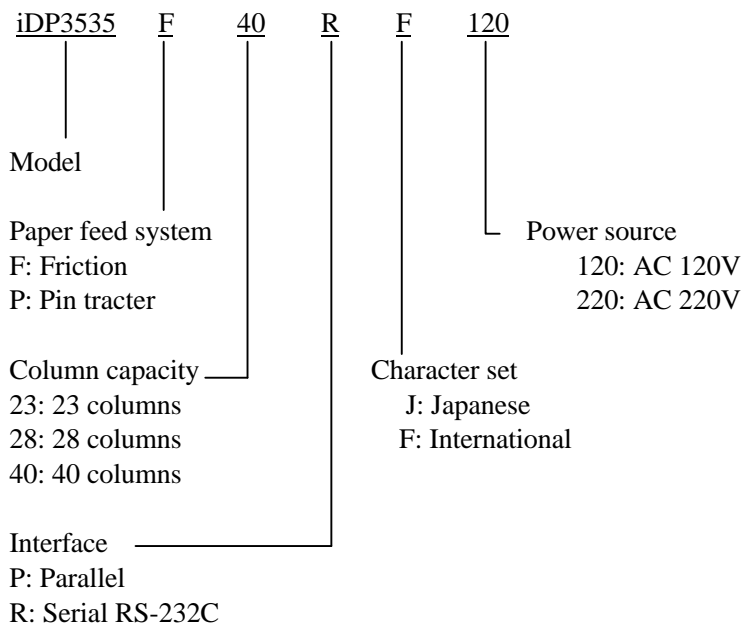 iDP3535 F 40 R F 120
Model
Paper feed system
F: Friction
P: Pin tracter
Power source
120: AC 120V
220: AC 220V
Column capacity
23: 23 columns
28: 28 columns
40: 40 columns
Character set
J: Japanese
F: International
Interface
P: Parallel
R: Serial RS-232C